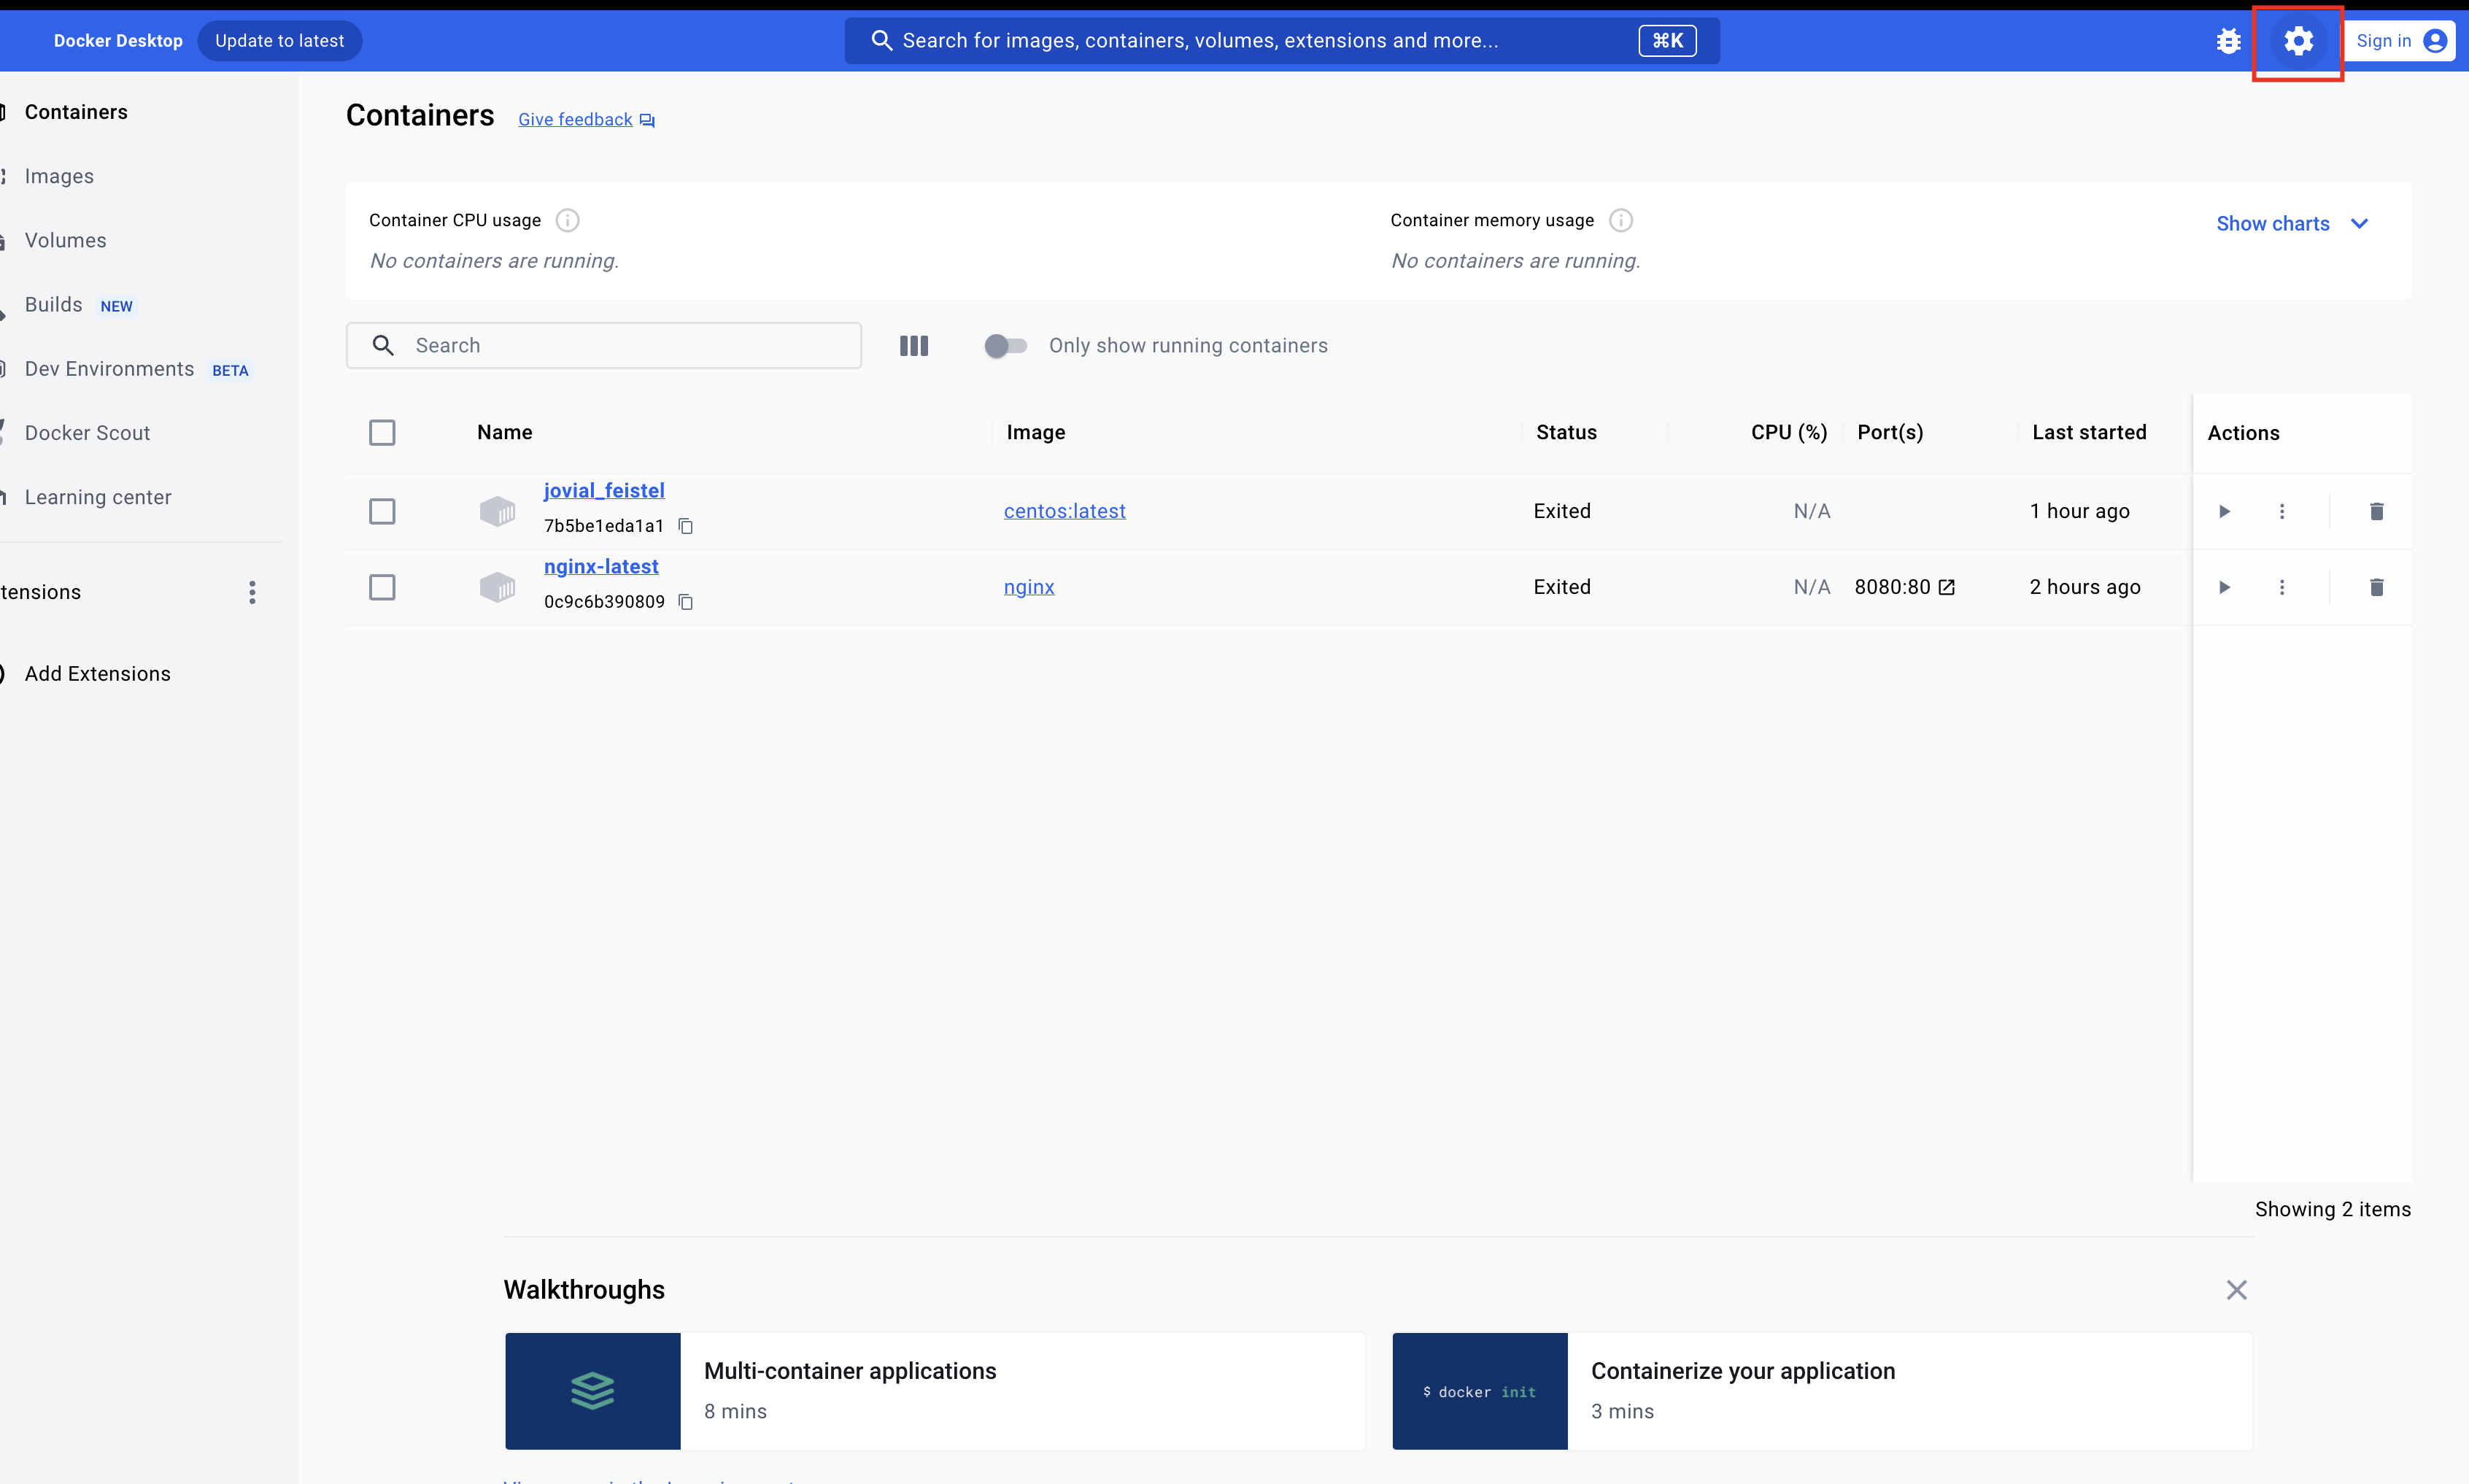 Docker Desktop Update to latest Search for images, containers, volumes, extensions and more... ⌘K Sign in
Containers
Images
Volumes
Builds NEW
Dev Environments BETA
Docker Scout
Learning center
tensions
Add Extensions
Containers Give feedback
Container CPU usage
No containers are running.
Container memory usage
No containers are running.
Show charts
Search
Only show running containers
Name Image Status CPU (%) Port(s) Last started Actions
jovial_feistel
7b5be1eda1a1
centos:latest Exited N/A 1 hour ago
nginx-latest
0c9c6b390809
nginx Exited N/A 8080:80 2 hours ago
Showing 2 items
Walkthroughs
Multi-container applications
8 mins
$ docker init
Containerize your application
3 mins